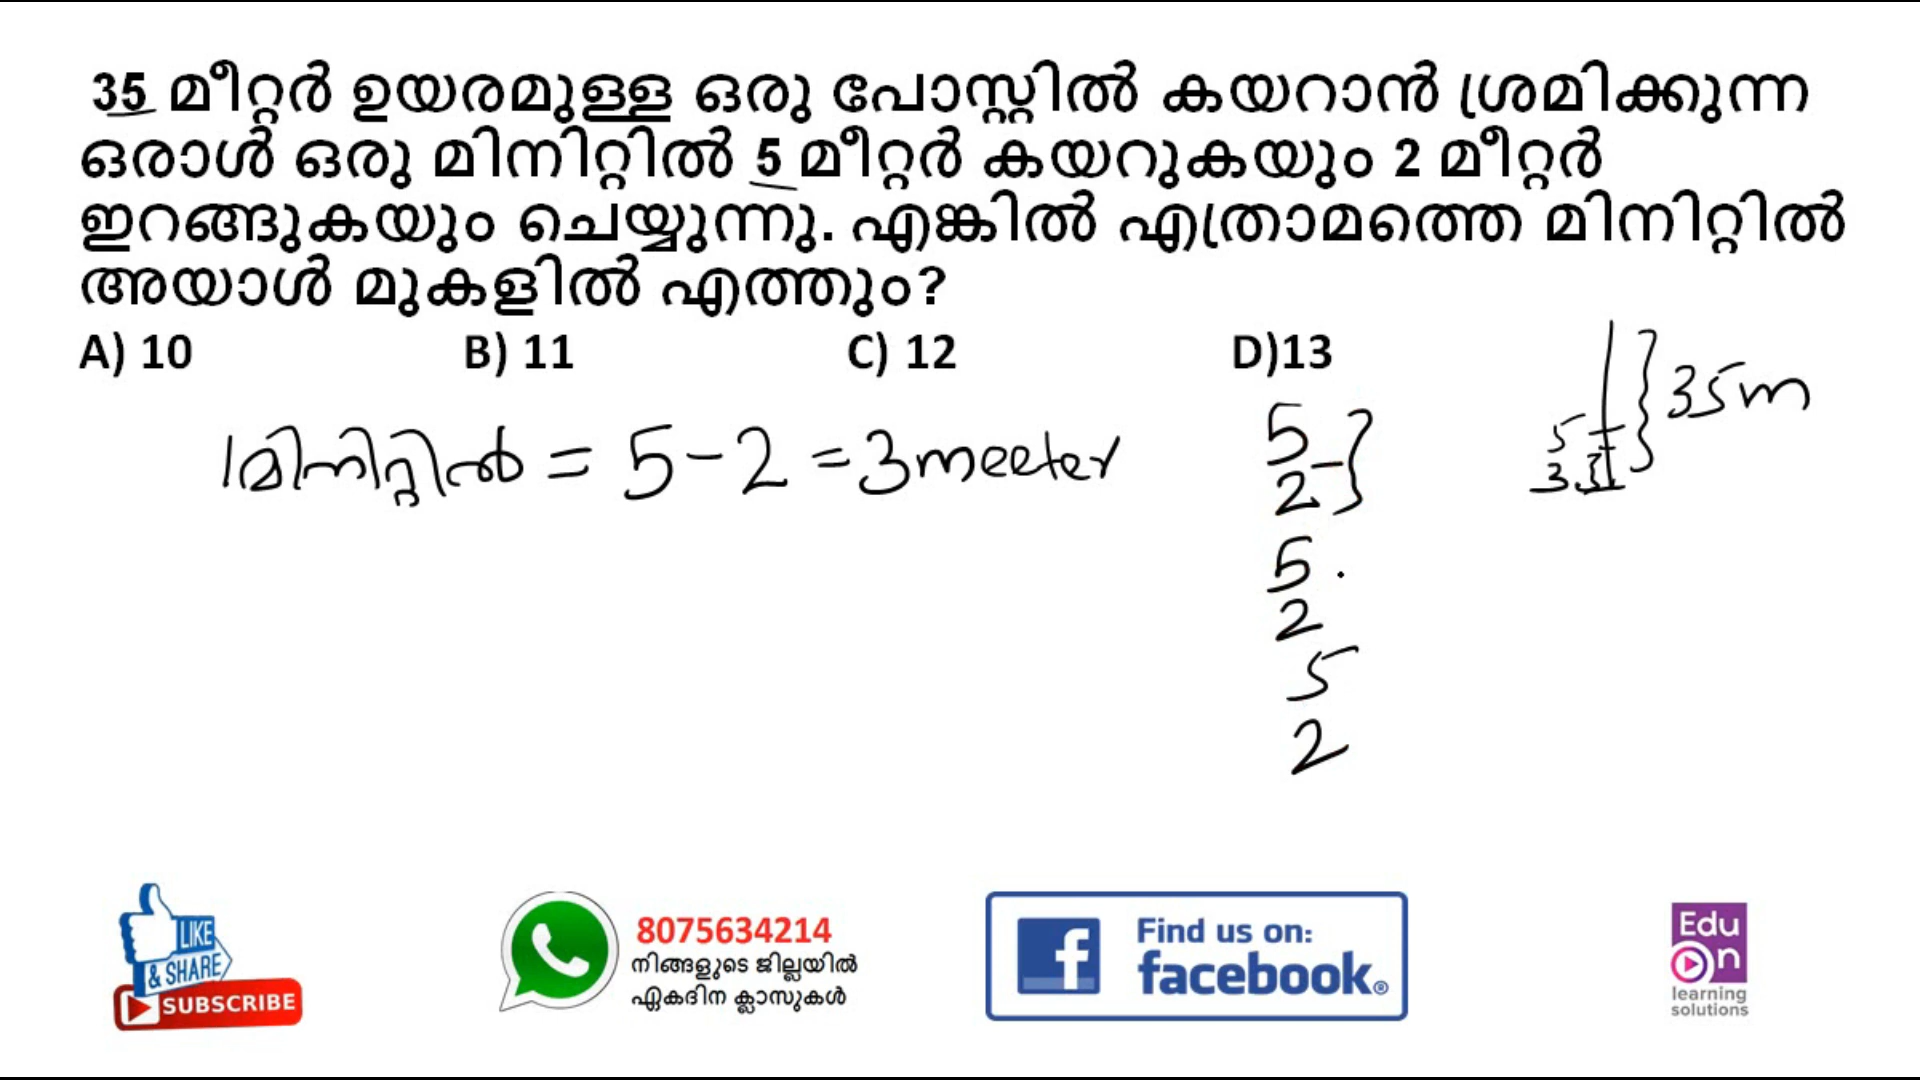 35 മീറ്റർ ഉയരമുള്ള ഒരു പോസ്റ്റിൽ കയറാൻ ശ്രമിക്കുന്ന
ഒരാൾ ഒരു മിനിറ്റിൽ 5 മീറ്റർ കയറുകയും 2 മീറ്റർ
ഇറങ്ങുകയും ചെയ്യുന്നു. എങ്കിൽ എത്രാമത്തെ മിനിറ്റിൽ
അയാൾ മുകളിൽ എത്തും?
A) 10 B) 11 C) 12 D)13
1മിനിറ്റിൽ = 5-2 = 3meeter
5
2
5
2
5
2
35m
5
3
LIKE
& SHARE
SUBSCRIBE
8075634214
നിങ്ങളുടെ ജില്ലയിൽ
ഏകദിന ക്ലാസുകൾ
f
Find us on:
facebook®
Edu
On
learning
solutions